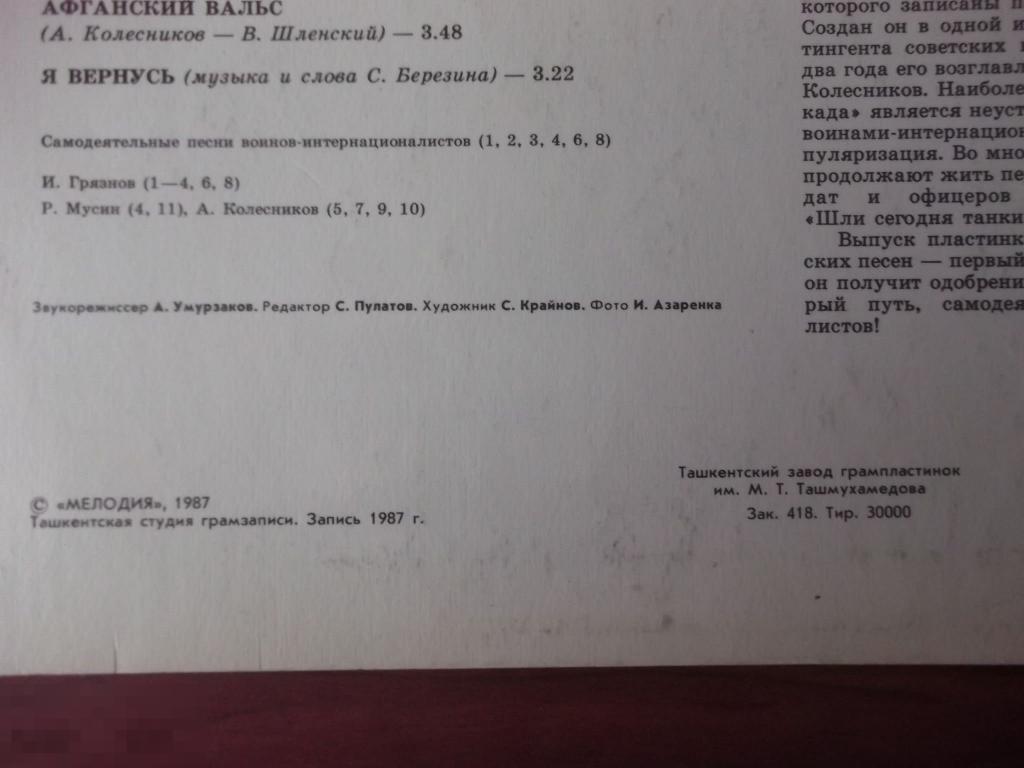 АФГАНСКИЙ ВАЛЬС
(А. Колесников — В. Шленский) — 3.48
Я ВЕРНУСЬ (музыка и слова С. Березина) — 3.22
Самодеятельные песни воинов-интернационалистов (1, 2, 3, 4, 6, 8)
И. Грязнов (1—4, 6, 8)
Р. Мусин (4, 11), А. Колесников (5, 7, 9, 10)
Звукорежиссер А. Умурзаков. Редактор С. Пулатов. Художник С. Крайнов. Фото И. Азаренка
© «МЕЛОДИЯ», 1987
Ташкентская студия грамзаписи. Запись 1987 г.
которого записаны
Создан он в одной
тингента советских
два года его возглавл
Колесников. Наиболе
када» является неуст
воинами-интернацион
пуляризация. Во мно
продолжают жить пе
дат и офицеров
«Шли сегодня танки
Выпуск пластинк
ских песен — первый
он получит одобрени
рый путь, самодея
листов!
Ташкентский завод грампластинок
им. М. Т. Ташмухамедова
Зак. 418. Тир. 30000